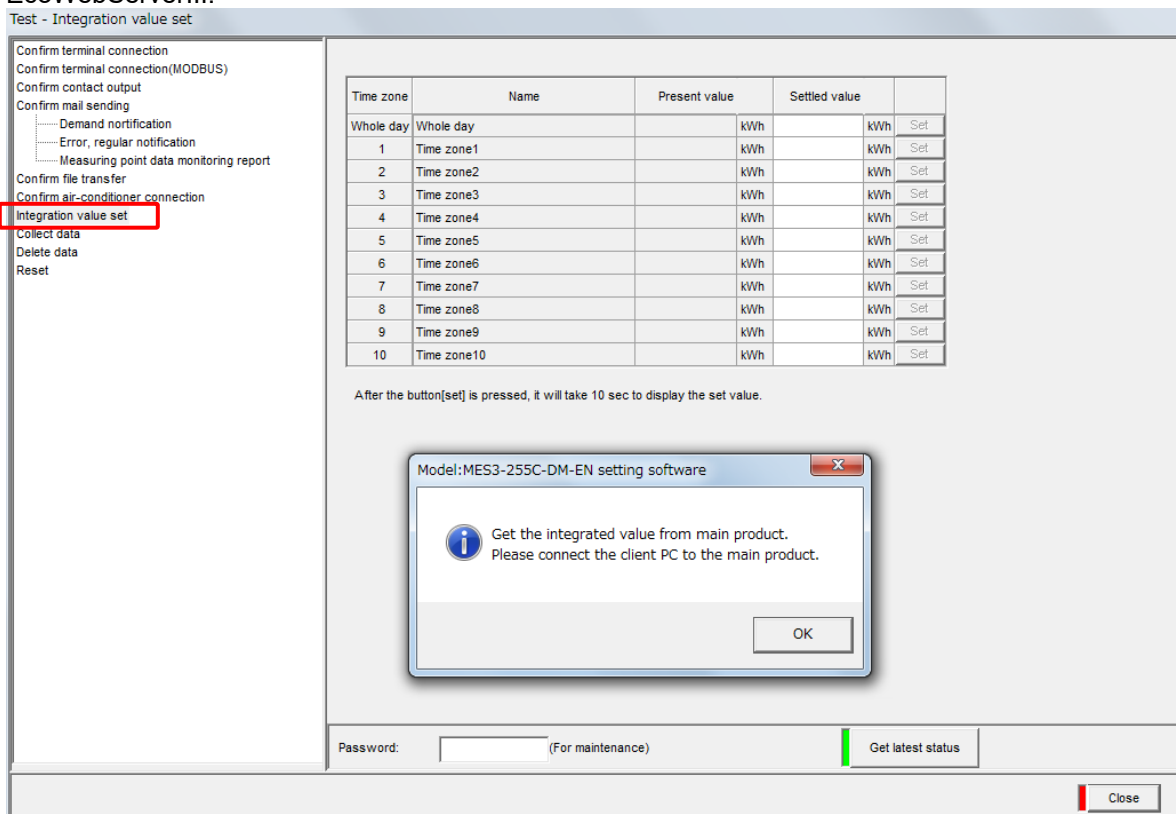 EcoWebServerIII.
Test - Integration value set
Confirm terminal connection
Confirm terminal connection(MODBUS)
Confirm contact output
Confirm mail sending
Demand nortification
Error, regular notification
Measuring point data monitoring report
Confirm file transfer
Confirm air-conditioner connection
Integration value set
Collect data
Delete data
Reset
Time zone Name Present value Settled value
Whole day Whole day kWh kWh Set
1 Time zone1 kWh kWh Set
2 Time zone2 kWh kWh Set
3 Time zone3 kWh kWh Set
4 Time zone4 kWh kWh Set
5 Time zone5 kWh kWh Set
6 Time zone6 kWh kWh Set
7 Time zone7 kWh kWh Set
8 Time zone8 kWh kWh Set
9 Time zone9 kWh kWh Set
10 Time zone10 kWh kWh Set
After the button[set] is pressed, it will take 10 sec to display the set value.
Model:MES3-255C-DM-EN setting software
Get the integrated value from main product.
Please connect the client PC to the main product.
OK
Password: (For maintenance) Get latest status
Close